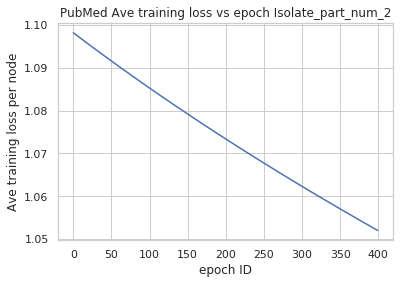 PubMed Ave training loss vs epoch Isolate_part_num_2
Ave training loss per node
1.10
1.09
1.08
1.07
1.06
1.05
0 50 100 150 200 250 300 350 400
epoch ID